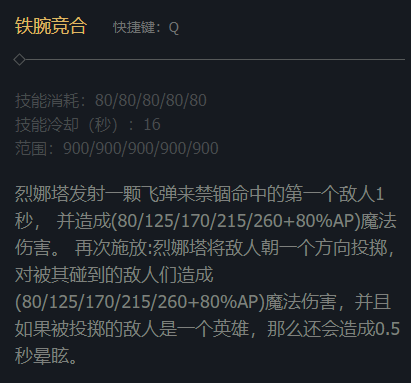 铁腕竞合 快捷键：Q
技能消耗：80/80/80/80/80
技能冷却（秒）：16
范围：900/900/900/900/900
烈娜塔发射一颗飞弹来禁锢命中的第一个敌人1
秒， 并造成(80/125/170/215/260+80%AP)魔法
伤害。 再次施放:烈娜塔将敌人朝一个方向投掷，
对被其碰到的敌人们造成
(80/125/170/215/260+80%AP)魔法伤害，并且
如果被投掷的敌人是一个英雄，那么还会造成0.5
秒晕眩。